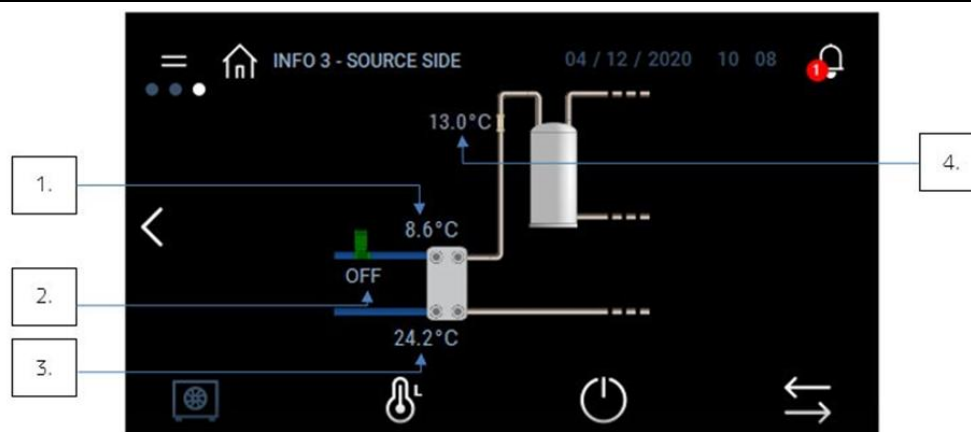 INFO 3 - SOURCE SIDE
04 / 12 / 2020 10 08
1
13.0°C
4.
1.
8.6°C
OFF
2.
24.2°C
3.
L